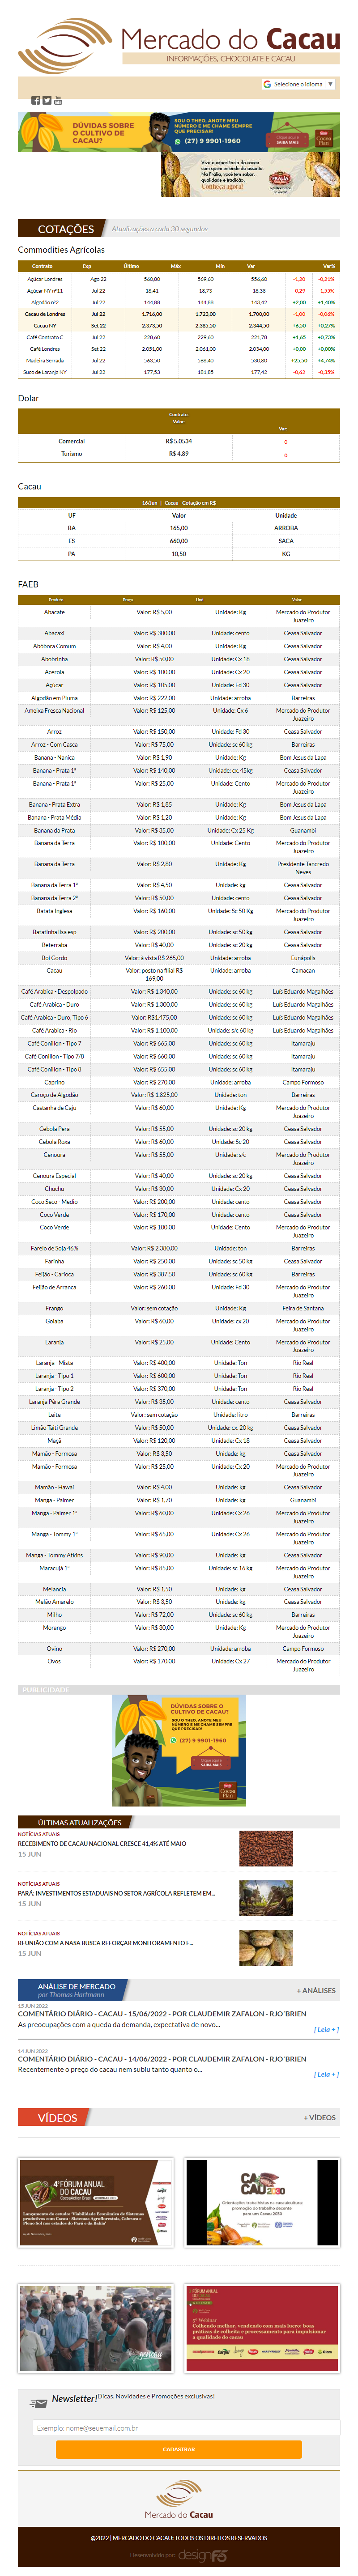 Mercado do Cacau
INFORMAÇÕES, CHOCOLATE E CACAU
Selecione o idioma ▼
DÚVIDAS SOBRE O CULTIVO DE CACAU?
SOU O THEO, ANOTE MEU NÚMERO E ME CHAME SEMPRE QUE PRECISAR!
(27) 9 9901-1960
Clique aqui e SAIBA MAIS
Cocoa Plan
Viva a experiência do cacau com quem entende do assunto.
Na Fralía, você vive, saber
Conheça agora!
COTAÇÕES Atualizações a cada 30 segundos
Commodities Agrícolas
Contrato Exp Último Máx Min Var Var%
Açúcar Londres Ago 22 560,80 569,60 556,60 -1,20 -0,21%
Açúcar NY nº11 Jul 22 18,41 18,73 18,38 -0,29 -1,55%
Algodão nº2 Jul 22 144,88 144,88 143,42 +2,00 +1,40%
Cacau de Londres Jul 22 1.716,00 1.723,00 1.700,00 -1,00 -0,06%
Cacau NY Set 22 2.373,50 2.385,50 2.344,50 +6,50 +0,27%
Café Contrato C Jul 22 228,60 229,60 221,78 +1,65 +0,73%
Café Londres Set 22 2.051,00 2.061,00 2.034,00 +0,00 +0,00%
Madeira Serrada Jul 22 563,50 568,40 530,80 +25,50 +4,74%
Suco de Laranja NY Jul 22 177,53 181,85 177,42 -0,62 -0,35%
Dolar
Contrato:
Valor:
Var:
Comercial R$ 5.0534 0
Turismo R$ 4.89 0
Cacau
16/Jun | Cacau - Cotação em R$
UF Valor Unidade
BA 165,00 ARROBA
ES 660,00 SACA
PA 10,50 KG
FAEB
Produto Praça Unid Valor
Abacate Valor: R$ 5,00 Unidade: Kg Mercado do Produtor Juazeiro
Abacaxi Valor: R$ 300,00 Unidade: cento Ceasa Salvador
Abóbora Comum Valor: R$ 4,00 Unidade: Kg Ceasa Salvador
Abobrinha Valor: R$ 50,00 Unidade: Cx 18 Ceasa Salvador
Acerola Valor: R$ 100,00 Unidade: Cx 20 Ceasa Salvador
Açúcar Valor: R$ 105,00 Unidade: Fd 30 Ceasa Salvador
Algodão em Pluma Valor: R$ 222,00 Unidade: arroba Barreiras
Ameixa Fresca Nacional Valor: R$ 125,00 Unidade: Cx 6 Mercado do Produtor Juazeiro
Arroz Valor: R$ 150,00 Unidade: Fd 30 Ceasa Salvador
Arroz - Com Casca Valor: R$ 75,00 Unidade: sc 60 kg Barreiras
Banana - Nanica Valor: R$ 1,90 Unidade: Kg Bom Jesus da Lapa
Banana - Prata 1ª Valor: R$ 140,00 Unidade: cx. 45kg Ceasa Salvador
Banana - Prata 1ª Valor: R$ 25,00 Unidade: Cento Mercado do Produtor Juazeiro
Banana - Prata Extra Valor: R$ 1,85 Unidade: Kg Bom Jesus da Lapa
Banana - Prata Média Valor: R$ 1,20 Unidade: Kg Bom Jesus da Lapa
Banana da Prata Valor: R$ 35,00 Unidade: Cx 25 Kg Guanambi
Banana da Terra Valor: R$ 100,00 Unidade: Cento Mercado do Produtor Juazeiro
Banana da Terra Valor: R$ 2,80 Unidade: Kg Presidente Tancredo Neves
Banana da Terra 1ª Valor: R$ 4,50 Unidade: kg Ceasa Salvador
Banana da Terra 2ª Valor: R$ 50,00 Unidade: cento Ceasa Salvador
Batata Inglesa Valor: R$ 160,00 Unidade: Sc 50 Kg Mercado do Produtor Juazeiro
Batatinha lisa esp Valor: R$ 200,00 Unidade: sc 50 kg Ceasa Salvador
Beterraba Valor: R$ 40,00 Unidade: sc 20 kg Ceasa Salvador
Boi Gordo Valor: à vista R$ 265,00 Unidade: arroba Eunápolis
Cacau Valor: posto na filial R$ 169,00 Unidade: arroba Camacan
Café Arabica - Despolpado Valor: R$ 1.340,00 Unidade: sc 60 kg Luís Eduardo Magalhães
Café Arabica - Duro Valor: R$ 1.300,00 Unidade: sc 60 kg Luís Eduardo Magalhães
Café Arabica - Duro, Tipo 6 Valor: R$1.475,00 Unidade: sc 60 kg Luís Eduardo Magalhães
Café Arabica - Rio Valor: R$ 1.100,00 Unidade: s/c 60 kg Luís Eduardo Magalhães
Café Conillon - Tipo 7 Valor: R$ 665,00 Unidade: sc 60 kg Itamaraju
Café Conillon - Tipo 7/8 Valor: R$ 660,00 Unidade: sc 60 kg Itamaraju
Café Conillon - Tipo 8 Valor: R$ 655,00 Unidade: sc 60 kg Itamaraju
Caprino Valor: R$ 270,00 Unidade: arroba Campo Formoso
Caroço de Algodão Valor: R$ 1.825,00 Unidade: ton Barreiras
Castanha de Caju Valor: R$ 60,00 Unidade: Kg Mercado do Produtor Juazeiro
Cebola Pera Valor: R$ 55,00 Unidade: sc 20 kg Ceasa Salvador
Cebola Roxa Valor: R$ 60,00 Unidade: Sc 20 Ceasa Salvador
Cenoura Valor: R$ 55,00 Unidade: s/c Mercado do Produtor Juazeiro
Cenoura Especial Valor: R$ 40,00 Unidade: sc 20 kg Ceasa Salvador
Chuchu Valor: R$ 30,00 Unidade: Cx 20 Ceasa Salvador
Coco Seco - Medio Valor: R$ 200,00 Unidade: cento Ceasa Salvador
Coco Verde Valor: R$ 170,00 Unidade: cento Ceasa Salvador
Coco Verde Valor: R$ 100,00 Unidade: Cento Mercado do Produtor Juazeiro
Farelo de Soja 46% Valor: R$ 2.380,00 Unidade: ton Barreiras
Farinha Valor: R$ 250,00 Unidade: sc 50 kg Ceasa Salvador
Feijão - Carioca Valor: R$ 387,50 Unidade: sc 60 kg Barreiras
Feijão de Arranca Valor: R$ 260,00 Unidade: Fd 30 Mercado do Produtor Juazeiro
Frango Valor: sem cotação Unidade: Kg Feira de Santana
Goiaba Valor: R$ 60,00 Unidade: cx 20 Mercado do Produtor Juazeiro
Laranja Valor: R$ 25,00 Unidade: Cento Mercado do Produtor Juazeiro
Laranja - Mista Valor: R$ 400,00 Unidade: Ton Rio Real
Laranja - Tipo 1 Valor: R$ 600,00 Unidade: Ton Rio Real
Laranja - Tipo 2 Valor: R$ 370,00 Unidade: Ton Rio Real
Laranja Pêra Grande Valor: R$ 35,00 Unidade: cento Ceasa Salvador
Leite Valor: sem cotação Unidade: litro Barreiras
Limão Taiti Grande Valor: R$ 50,00 Unidade: cx, 20 kg Ceasa Salvador
Maçã Valor: R$ 120,00 Unidade: Cx 18 Ceasa Salvador
Mamão - Formosa Valor: R$ 3,50 Unidade: kg Ceasa Salvador
Mamão - Formosa Valor: R$ 25,00 Unidade: Cx 20 Mercado do Produtor Juazeiro
Mamão - Hawai Valor: R$ 4,00 Unidade: kg Ceasa Salvador
Manga - Palmer Valor: R$ 1,70 Unidade: kg Guanambi
Manga - Palmer 1ª Valor: R$ 60,00 Unidade: Cx 26 Mercado do Produtor Juazeiro
Manga - Tommy 1ª Valor: R$ 65,00 Unidade: Cx 26 Mercado do Produtor Juazeiro
Manga - Tommy Atkins Valor: R$ 90,00 Unidade: kg Ceasa Salvador
Maracujá 1ª Valor: R$ 85,00 Unidade: sc 16 kg Mercado do Produtor Juazeiro
Melancia Valor: R$ 1,50 Unidade: kg Ceasa Salvador
Melão Amarelo Valor: R$ 3,50 Unidade: kg Ceasa Salvador
Milho Valor: R$ 72,00 Unidade: sc 60 kg Barreiras
Morango Valor: R$ 30,00 Unidade: Kg Mercado do Produtor Juazeiro
Ovino Valor: R$ 270,00 Unidade: arroba Campo Formoso
Ovos Valor: R$ 170,00 Unidade: Cx 27 Mercado do Produtor Juazeiro
PUBLICIDADE
DÚVIDAS SOBRE O CULTIVO DE CACAU?
SOU O THEO, ANOTE MEU NÚMERO E ME CHAME SEMPRE QUE PRECISAR!
(27) 9 9901-1960
Clique aqui e SAIBA MAIS
Cocoa Plan
ÚLTIMAS ATUALIZAÇÕES
NOTÍCIAS ATUAIS
RECEBIMENTO DE CACAU NACIONAL CRESCE 41,4% ATÉ MAIO
15 JUN
NOTÍCIAS ATUAIS
PARÁ: INVESTIMENTOS ESTADUAIS NO SETOR AGRÍCOLA REFLETEM EM...
15 JUN
NOTÍCIAS ATUAIS
REUNIÃO COM A NASA BUSCA REFORÇAR MONITORAMENTO E...
15 JUN
ANÁLISE DE MERCADO
por Thomas Hartmann
+ ANÁLISES
15 JUN 2022
COMENTÁRIO DIÁRIO - CACAU - 15/06/2022 - POR CLAUDEMIR ZAFALON - RJO´BRIEN
As preocupações com a queda da demanda, expectativa de novo...
[ Leia + ]
14 JUN 2022
COMENTÁRIO DIÁRIO - CACAU - 14/06/2022 - POR CLAUDEMIR ZAFALON - RJO´BRIEN
Recentemente o preço do cacau nem subiu tanto quanto o...
[ Leia + ]
VÍDEOS
+ VÍDEOS
4º FÓRUM ANUAL DO CACAU
CACAU 2030
Orientações trabalhistas na cacauicultura: promoção do trabalho decente para um Cacau 2030
FÓRUM ANUAL DO CACAU
2º Webinar
Colhendo melhor, vendendo com mais lucro: boas práticas de colheita e processamento para impulsionar a qualidade do cacau
Newsletter! Dicas, Novidades e Promoções exclusivas!
Exemplo: nome@seuemail.com.br
CADASTRAR
Mercado do Cacau
@2022 | MERCADO DO CACAU: TODOS OS DIREITOS RESERVADOS
Desenvolvido por: designF5